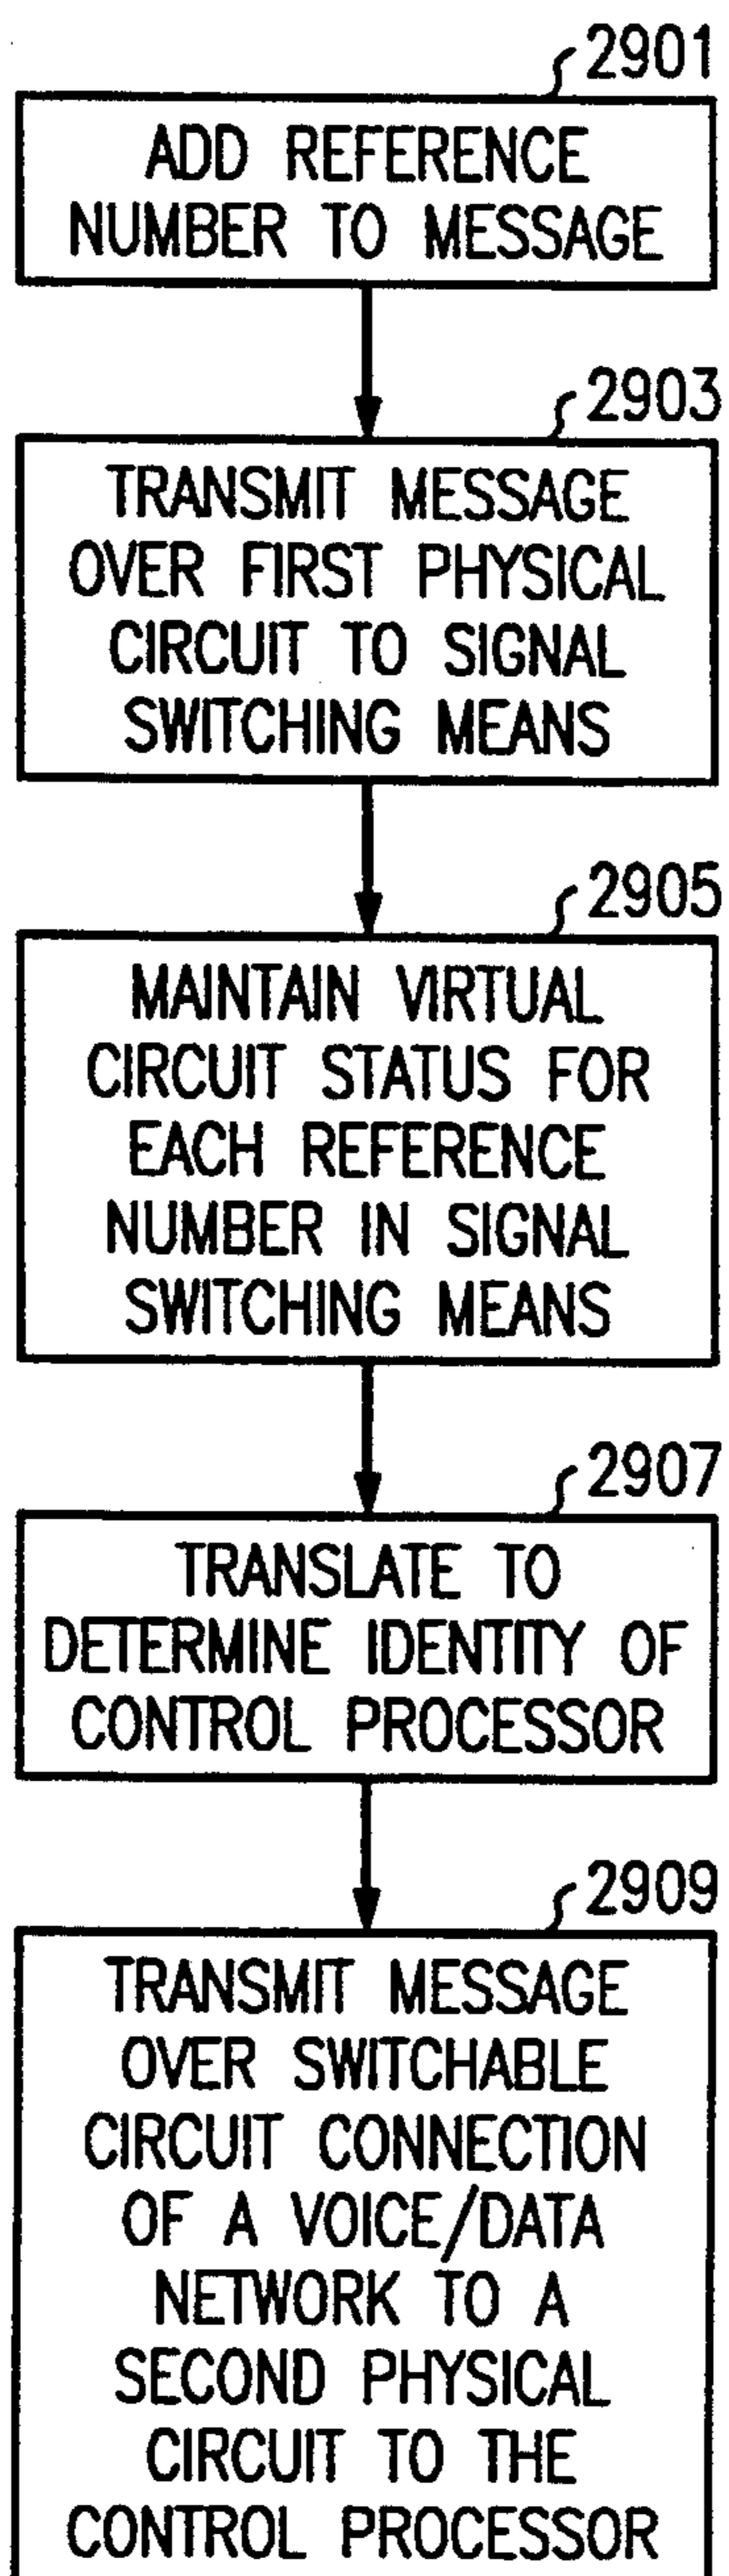 2901
ADD REFERENCE
NUMBER TO MESSAGE
2903
TRANSMIT MESSAGE
OVER FIRST PHYSICAL
CIRCUIT TO SIGNAL
SWITCHING MEANS
2905
MAINTAIN VIRTUAL
CIRCUIT STATUS FOR
EACH REFERENCE
NUMBER IN SIGNAL
SWITCHING MEANS
2907
TRANSLATE TO
DETERMINE IDENTITY OF
CONTROL PROCESSOR
2909
TRANSMIT MESSAGE
OVER SWITCHABLE
CIRCUIT CONNECTION
OF A VOICE/DATA
NETWORK TO A
SECOND PHYSICAL
CIRCUIT TO THE
CONTROL PROCESSOR